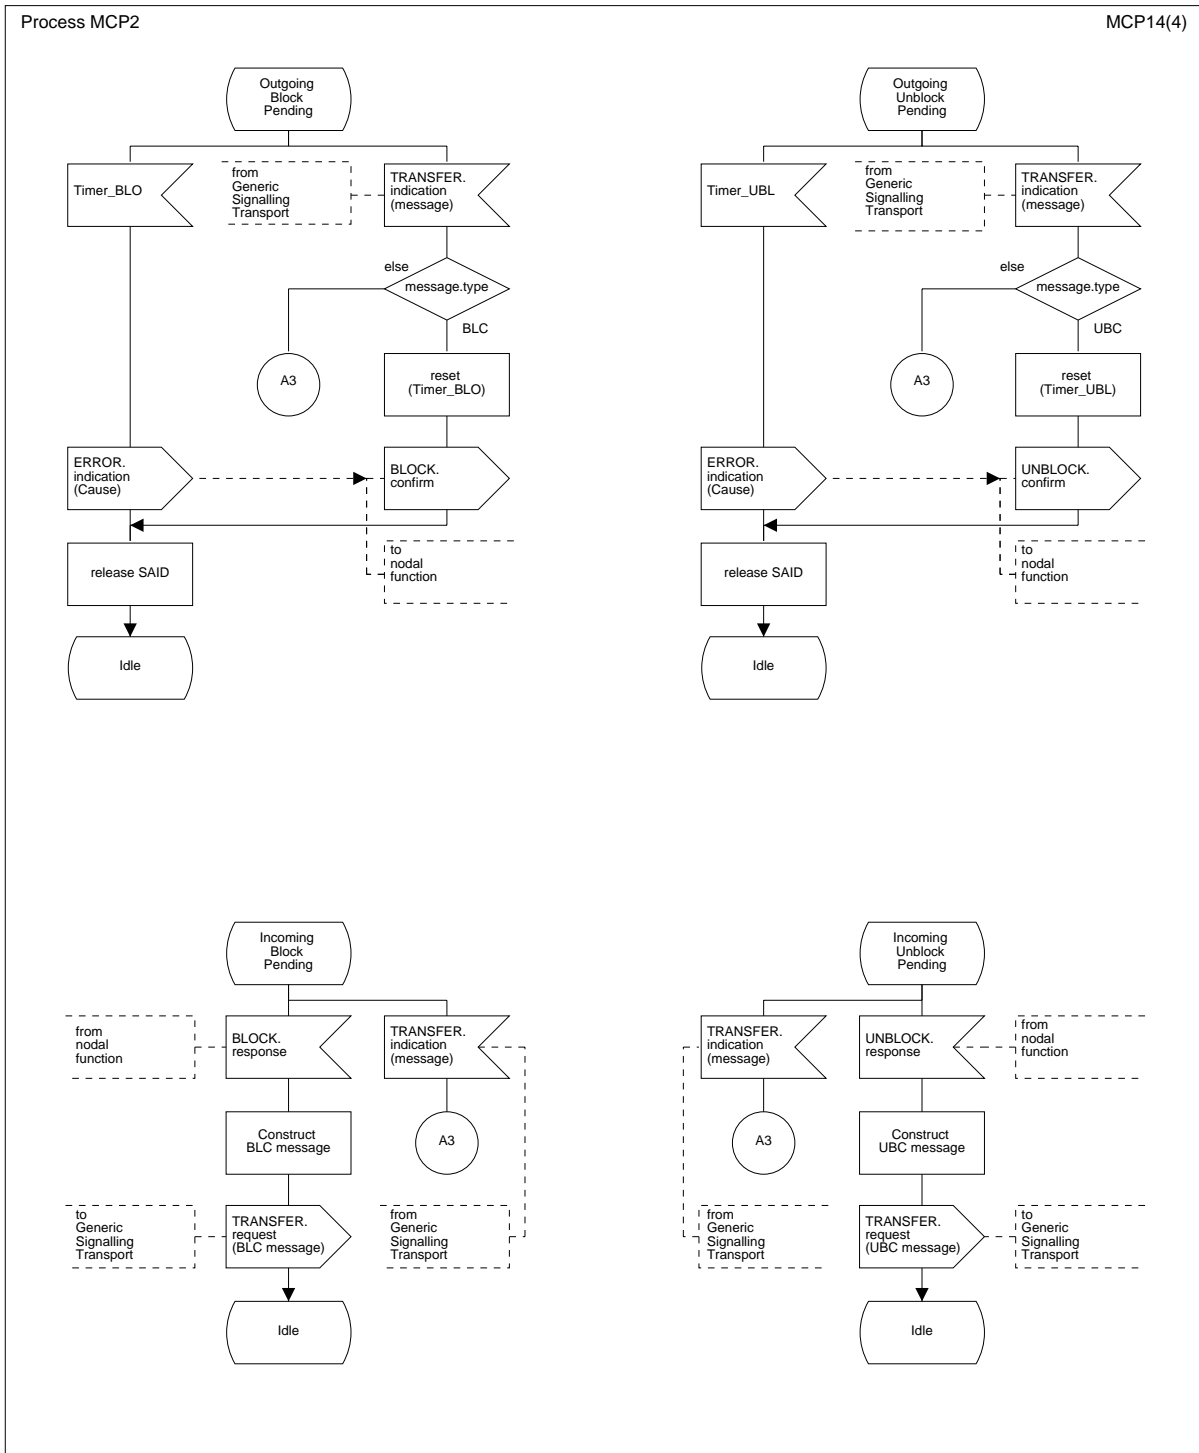 Process MCP2
MCP14(4)
Outgoing
Block
Pending
Timer_BLO
from
Generic
Signalling
Transport
TRANSFER.
indication
(message)
else
message.type
BLC
A3
reset
(Timer_BLO)
ERROR.
indication
(Cause)
BLOCK.
confirm
to
nodal
function
release SAID
Idle
Outgoing
Unblock
Pending
Timer_UBL
from
Generic
Signalling
Transport
TRANSFER.
indication
(message)
else
message.type
UBC
A3
reset
(Timer_UBL)
ERROR.
indication
(Cause)
UNBLOCK.
confirm
to
nodal
function
release SAID
Idle
Incoming
Block
Pending
from
nodal
function
BLOCK.
response
TRANSFER.
indication
(message)
Construct
BLC message
A3
to
Generic
Signalling
Transport
TRANSFER.
request
(BLC message)
from
Generic
Signalling
Transport
Idle
Incoming
Unblock
Pending
TRANSFER.
indication
(message)
UNBLOCK.
response
from
nodal
function
A3
Construct
UBC message
from
Generic
Signalling
Transport
TRANSFER.
request
(UBC message)
to
Generic
Signalling
Transport
Idle